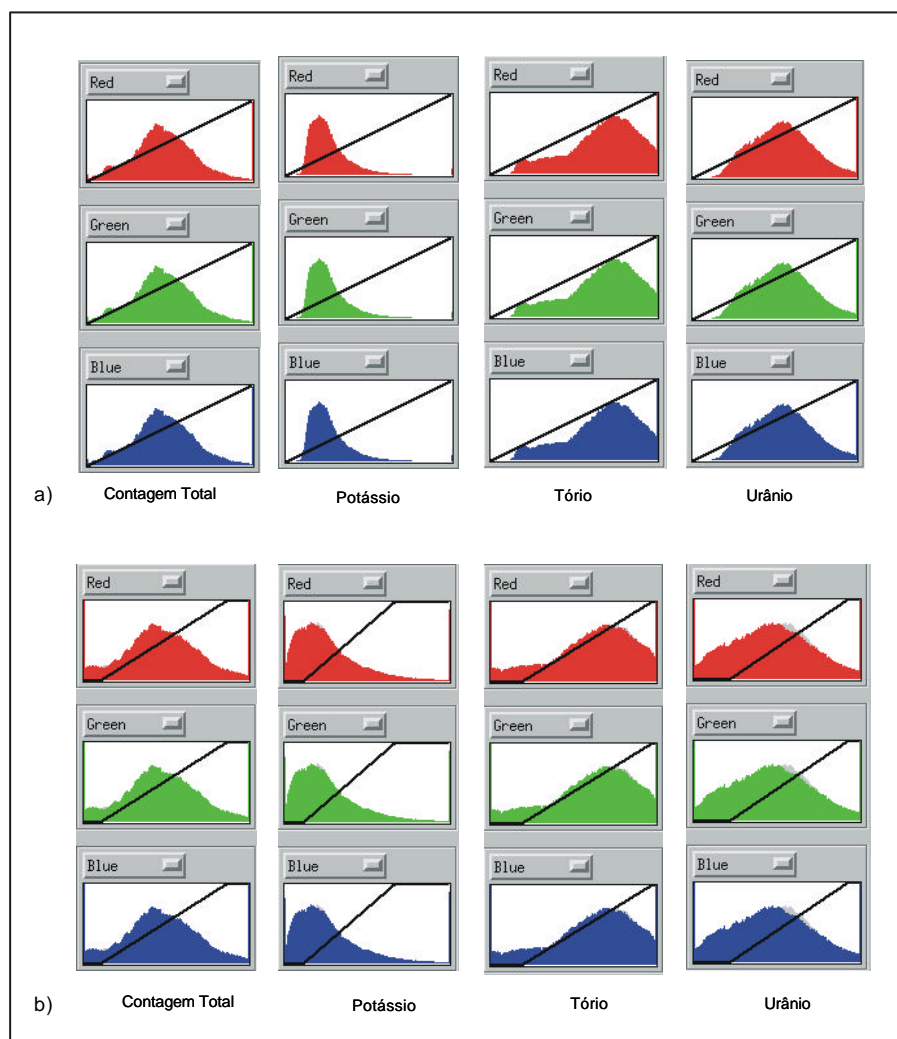 Red Red Red Red
Green Green Green Green
Blue Blue Blue Blue
a) Contagem Total Potássio Tório Urânio
Red Red Red Red
Green Green Green Green
Blue Blue Blue Blue
b) Contagem Total Potássio Tório Urânio